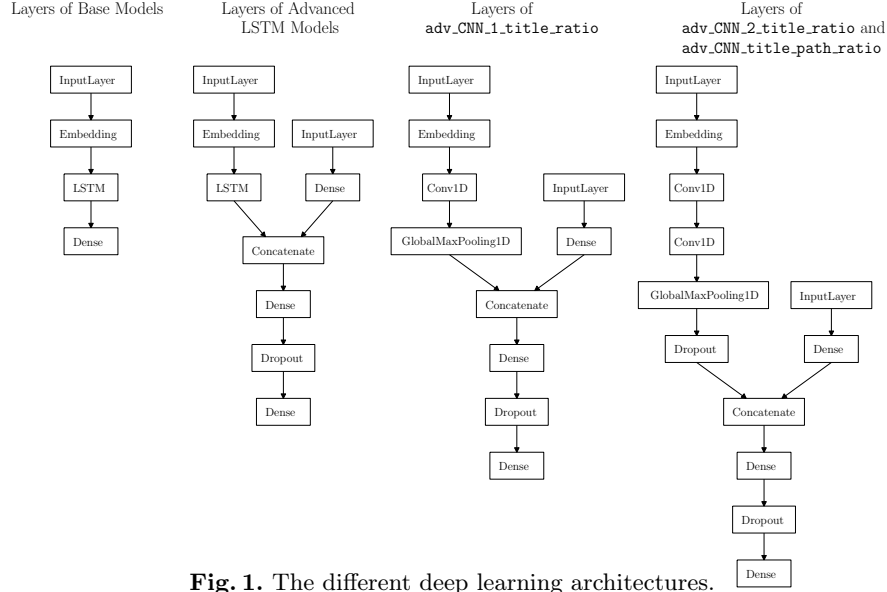 Layers of Base Models
Layers of Advanced
LSTM Models
Layers of
adv_CNN_1_title_ratio
Layers of
adv_CNN_2_title_ratio and
adv_CNN_title_path_ratio
InputLayer
Embedding
LSTM
Dense
InputLayer
Embedding
InputLayer
LSTM
Dense
Concatenate
Dense
Dropout
Dense
InputLayer
Embedding
Conv1D
InputLayer
GlobalMaxPooling1D
Dense
Concatenate
Dense
Dropout
Dense
InputLayer
Embedding
Conv1D
Conv1D
GlobalMaxPooling1D
InputLayer
Dropout
Dense
Concatenate
Dense
Dropout
Dense
Fig. 1. The different deep learning architectures.